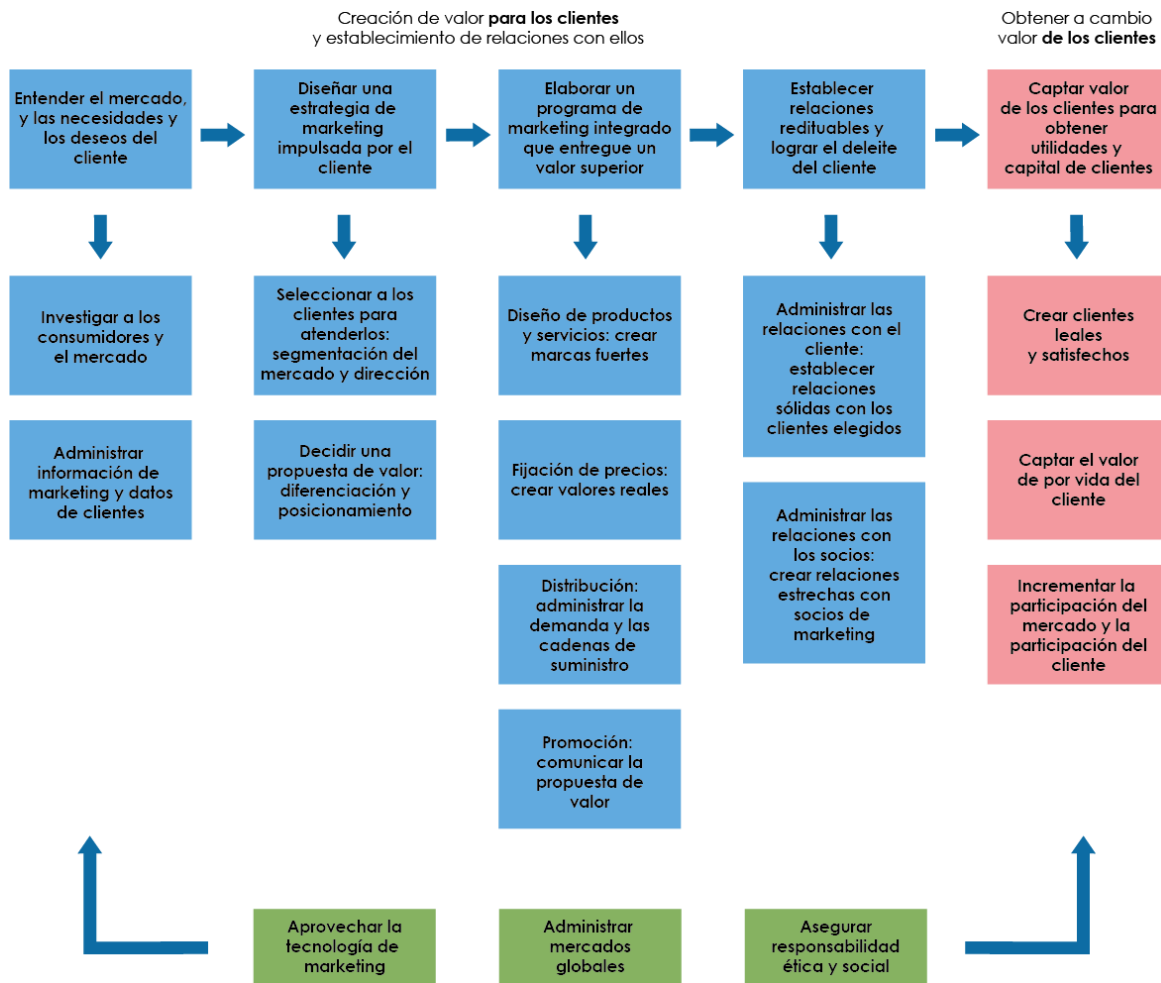 Creación de valor para los clientes
y establecimiento de relaciones con ellos
Obtener a cambio
valor de los clientes
Entender el mercado,
y las necesidades y
los deseos del
cliente
Diseñar una
estrategia de
marketing
impulsada por el
cliente
Elaborar un
programa de
marketing integrado
que entregue un
valor superior
Establecer
relaciones
redituables y
lograr el deleite
del cliente
Captar valor
de los clientes para
obtener
utilidades y
capital de clientes
Investigar a los
consumidores y
el mercado
Administrar
información de
marketing y datos
de clientes
Seleccionar a los
clientes para
atenderlos:
segmentación del
mercado y dirección
Decidir una
propuesta de valor:
diferenciación y
posicionamiento
Diseño de productos
y servicios: crear
marcas fuertes
Fijación de precios:
crear valores reales
Distribución:
administrar la
demanda y las
cadenas de
suministro
Promoción:
comunicar la
propuesta de
valor
Administrar las
relaciones con el
cliente:
establecer
relaciones
sólidas con los
clientes elegidos
Administrar las
relaciones con
los socios:
crear relaciones
estrechas con
socios de
marketing
Crear clientes
leales
y satisfechos
Captar el valor
de por vida del
cliente
Incrementar la
participación del
mercado y la
participación del
cliente
Aprovechar la
tecnología de
marketing
Administrar
mercados
globales
Asegurar
responsabilidad
ética y social